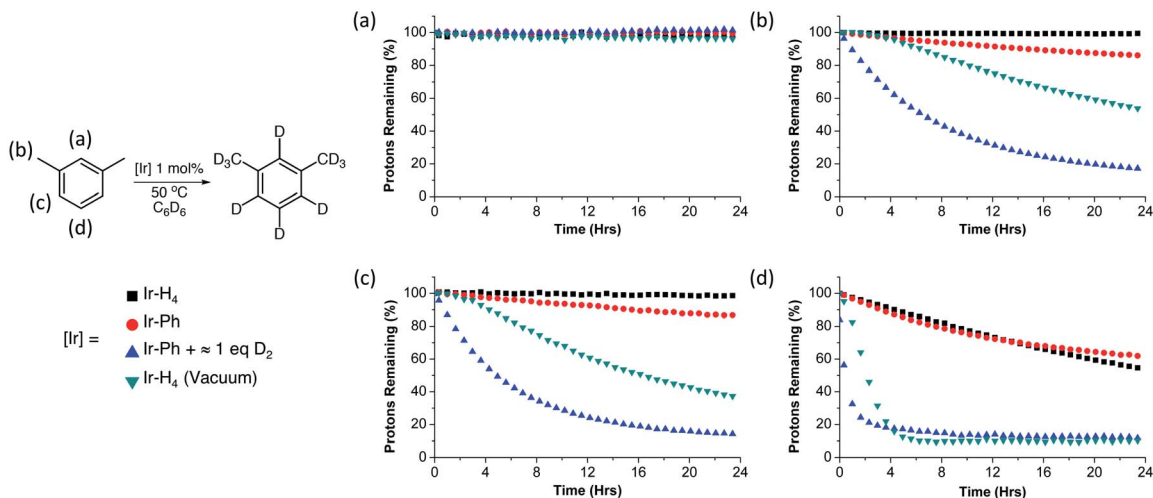 (a)
Protons Remaining (%)
100
80
60
40
20
0
0 4 8 12 16 20 24
Time (Hrs)
(b)
Protons Remaining (%)
100
80
60
40
20
0
0 4 8 12 16 20 24
Time (Hrs)
(a)
(b)
(c)
(d)
[Ir] 1 mol%
50 °C
C6D6
D
D3C CD3
D D
D
[Ir] =
Ir-H4
Ir-Ph
Ir-Ph + ≈ 1 eq D2
Ir-H4 (Vacuum)
(c)
Protons Remaining (%)
100
80
60
40
20
0
0 4 8 12 16 20 24
Time (Hrs)
(d)
Protons Remaining (%)
100
80
60
40
20
0
0 4 8 12 16 20 24
Time (Hrs)